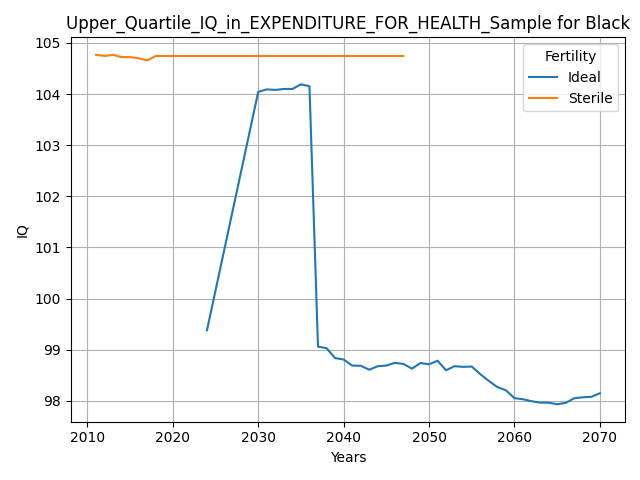 Upper_Quartile_IQ_in_EXPENDITURE_FOR_HEALTH_Sample for Black
105
104
103
102
101
100
99
98
IQ
Fertility
Ideal
Sterile
2010 2020 2030 2040 2050 2060 2070
Years